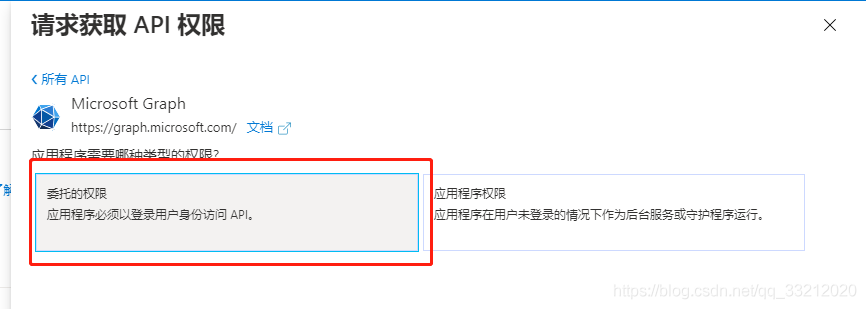 请求获取 API 权限
所有 API
Microsoft Graph
https://graph.microsoft.com/ 文档
应用程序需要哪种类型的权限?
委托的权限
应用程序必须以登录用户身份访问 API。
应用程序权限
应用程序在用户未登录的情况下作为后台服务或守护程序运行。
了解
https://blog.csdn.net/qq_33212020